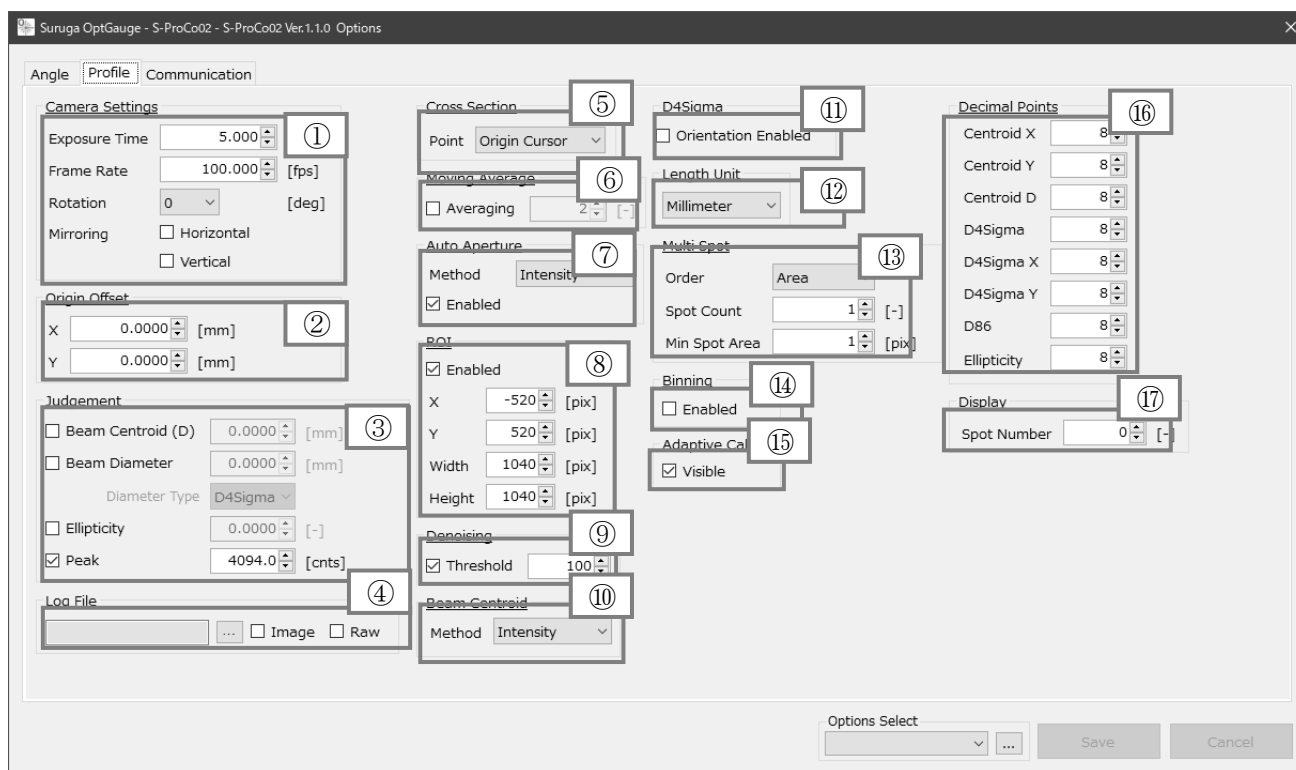 Suruga OptGauge - S-ProCo02 - S-ProCo02 Ver.1.1.0 Options
Angle Profile Communication
Camera Settings
①
Exposure Time 5.000
Frame Rate 100.000 [fps]
Rotation 0 [deg]
Mirroring Horizontal
Vertical
Origin Offset
②
X 0.0000 [mm]
Y 0.0000 [mm]
Judgement
③
Beam Centroid (D) 0.0000 [mm]
Beam Diameter 0.0000 [mm]
Diameter Type D4Sigma
Ellipticity 0.0000 [-]
Peak 4094.0 [cnts]
Log File
④
... Image Raw
Cross Section
⑤
Point Origin Cursor
Moving Average
⑥
Averaging 2 [-]
Auto Aperture
⑦
Method Intensity
Enabled
ROI
⑧
Enabled
X -520 [pix]
Y 520 [pix]
Width 1040 [pix]
Height 1040 [pix]
Denoising
⑨
Threshold 100
Beam Centroid
⑩
Method Intensity
D4Sigma
⑪
Orientation Enabled
Length Unit
⑫
Millimeter
Multi Spot
⑬
Order Area
Spot Count 1 [-]
Min Spot Area 1 [pix]
Binning
⑭
Enabled
Adaptive Cal
⑮
Visible
Decimal Points
⑯
Centroid X 8
Centroid Y 8
Centroid D 8
D4Sigma 8
D4Sigma X 8
D4Sigma Y 8
D86 8
Ellipticity 8
Display
⑰
Spot Number 0 [-]
Options Select
... Save Cancel